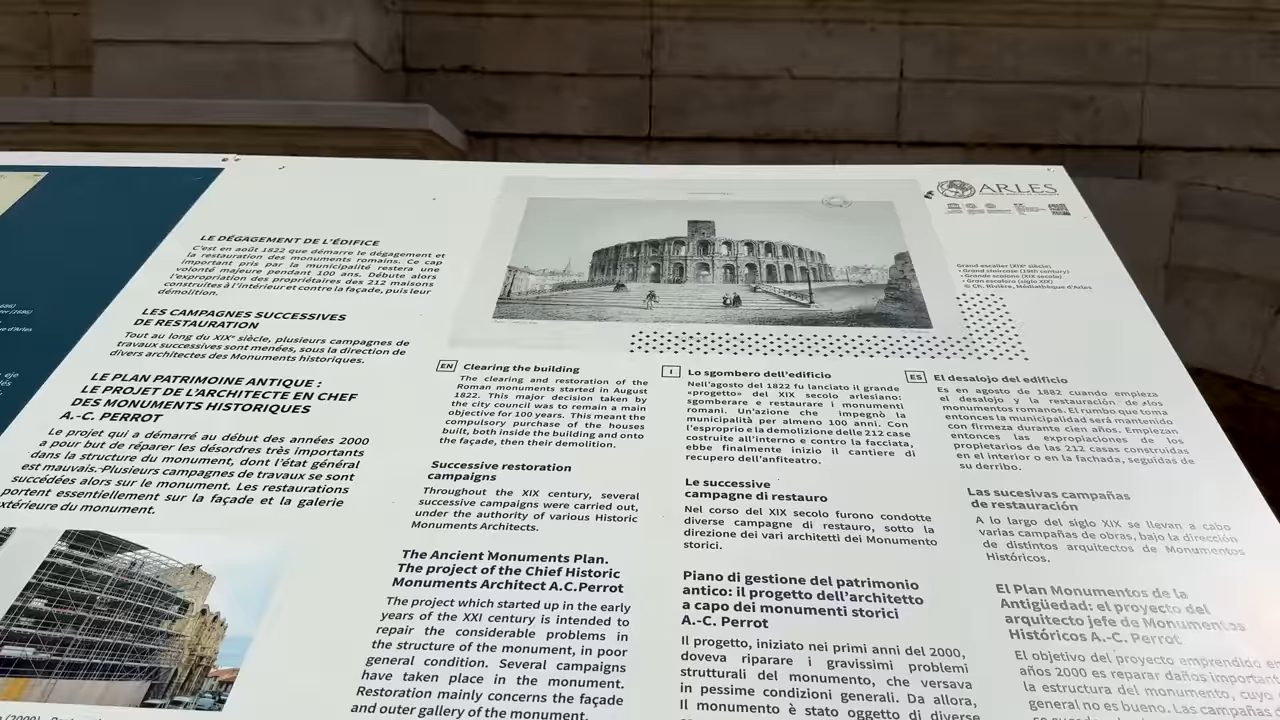 LE DÉGAGEMENT DE L'ÉDIFICE
C'est en août 1822 que démarre le dégagement et
la restauration des monuments romains. Ce cap
important pris par la municipalité restera une
volonté majeure pendant 100 ans. Débute alors
l'expropriation des propriétaires des 212 maisons
construites à l'intérieur et contre la façade, puis leur
démolition.
LES CAMPAGNES SUCCESSIVES
DE RESTAURATION
Tout au long du XIXe siècle, plusieurs campagnes de
travaux successives sont menées, sous la direction de
divers architectes des Monuments historiques.
LE PLAN PATRIMOINE ANTIQUE :
LE PROJET DE L'ARCHITECTE EN CHEF
DES MONUMENTS HISTORIQUES
A.-C. PERROT
Le projet qui a démarré au début des années 2000
a pour but de réparer les désordres très importants
dans la structure du monument, dont l'état général
est mauvais. Plusieurs campagnes de travaux se sont
succédées alors sur le monument. Les restaurations
portent essentiellement sur la façade et la galerie
extérieure du monument.
ARLES
Grand escalier (XIXe siècle)
• Grand staircase (19th century)
• Grande scalone (XIX secolo)
• Gran escalera (siglo XIX)
© Ch. Rivière, Médiathèque d'Arles
EN Clearing the building
The clearing and restoration of the
Roman monuments started in August
1822. This major decision taken by
the city council was to remain a main
objective for 100 years. This meant the
compulsory purchase of the houses
built, both inside the building and onto
the façade, then their demolition.
Successive restoration
campaigns
Throughout the XIX century, several
successive campaigns were carried out,
under the authority of various Historic
Monuments Architects.
The Ancient Monuments Plan.
The project of the Chief Historic
Monuments Architect A.C.Perrot
The project which started up in the early
years of the XXI century is intended to
repair the considerable problems in
the structure of the monument, in poor
general condition. Several campaigns
have taken place in the monument.
Restoration mainly concerns the façade
and outer gallery of the monument.
I Lo sgombero dell'edificio
Nell'agosto del 1822 fu lanciato il grande
«progetto» del XIX secolo arlesiano:
sgomberare e restaurare i monumenti
romani. Un'azione che impegnò la
municipalità per almeno 100 anni. Con
l'esproprio e la demolizione delle 212 case
costruite all'interno e contro la facciata,
ebbe finalmente inizio il cantiere di
recupero dell'anfiteatro.
Le successive
campagne di restauro
Nel corso del XIX secolo furono condotte
diverse campagne di restauro, sotto la
direzione dei vari architetti dei Monumento
storici.
Piano di gestione del patrimonio
antico: il progetto dell'architetto
a capo dei monumenti storici
A.-C. Perrot
Il progetto, iniziato nei primi anni del 2000,
doveva riparare i gravissimi problemi
strutturali del monumento, che versava
in pessime condizioni generali. Da allora,
Il monumento è stato oggetto di diverse
ES El desalojo del edificio
Es en agosto de 1882 cuando empieza
el desalojo y la restauración de los
monumentos romanos. El rumbo que toma
entonces la municipalidad será mantenido
con firmeza durante cien años. Empiezan
entonces las expropiaciones de los
propietarios de las 212 casas construidas
en el interior o en la fachada, seguidas de
su derribo.
Las sucesivas campañas
de restauración
A lo largo del siglo XIX se llevan a cabo
varias campañas de obras, bajo la dirección
de distintos arquitectos de Monumentos
Históricos.
El Plan Monumentos de la
Antigüedad: el proyecto del
arquitecto jefe de Monumentos
Históricos A.-C. Perrot
El objetivo del proyecto emprendido en
años 2000 es reparar daños important
la estructura del monumento, cuyo
general no es bueno. Las campañas